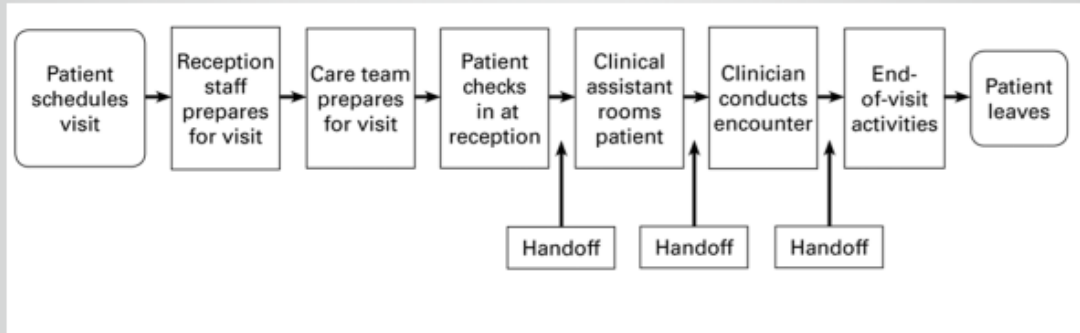 Patient
schedules
visit
Reception
staff
prepares
for visit
Care team
prepares
for visit
Patient
checks
in at
reception
Clinical
assistant
rooms
patient
Clinician
conducts
encounter
End-
of-visit
activities
Patient
leaves
Handoff
Handoff
Handoff